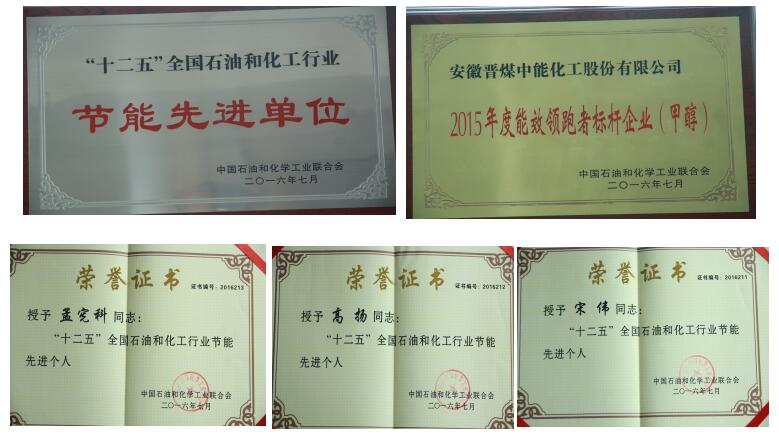 “十二五”全国石油和化工行业
节能先进单位
中国石油和化学工业联合会
二〇一六年七月
安徽晋煤中能化工股份有限公司
2015年度能效领跑者标杆企业（甲醇）
中国石油和化学工业联合会
二〇一六年七月
荣誉证书
证书编号：2016213
授予 孟宪科 同志：
“十二五”全国石油和化工行业节能
先进个人
中国石油和化学工业联合会
二〇一六年七月
荣誉证书
证书编号：2016212
授予 高扬 同志：
“十二五”全国石油和化工行业节能
先进个人
中国石油和化学工业联合会
二〇一六年七月
荣誉证书
证书编号：2016211
授予 宋伟 同志：
“十二五”全国石油和化工行业节能
先进个人
中国石油和化学工业联合会
二〇一六年七月